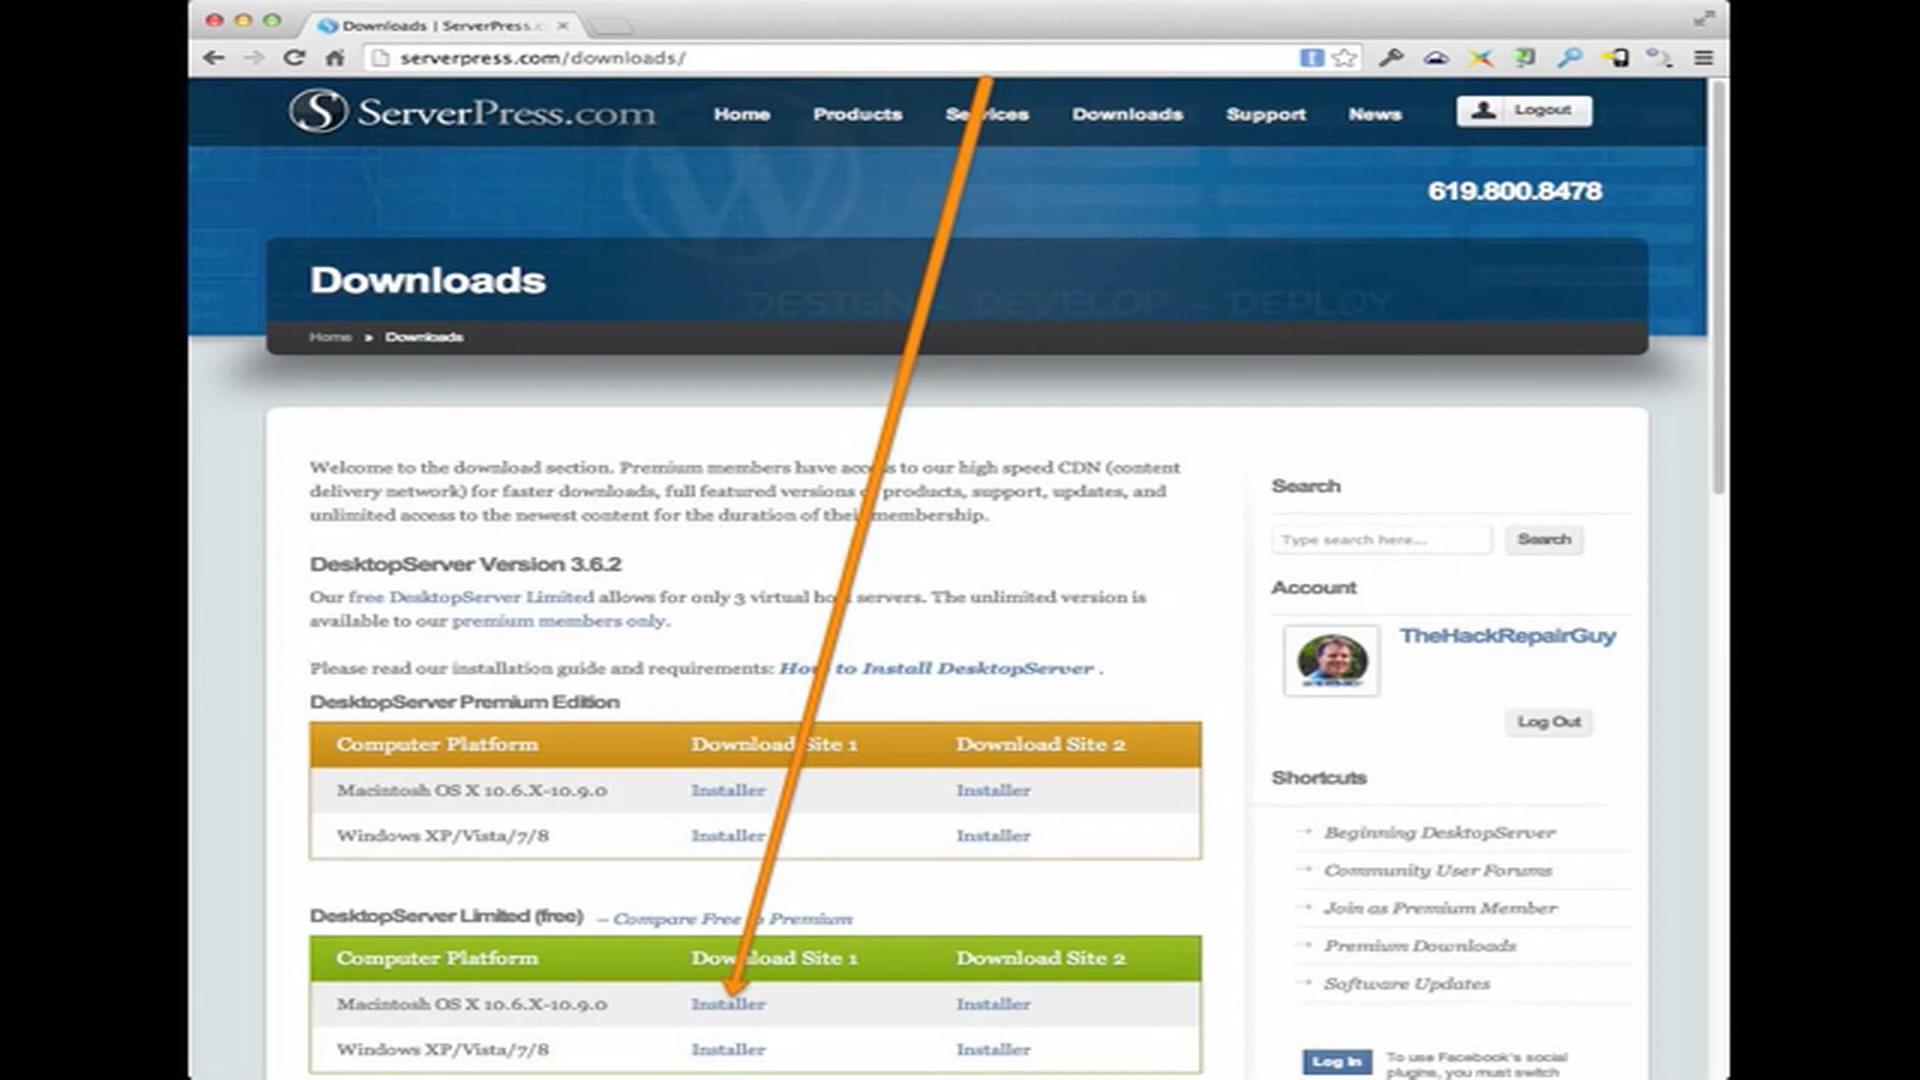 Downloads | ServerPress.c
serverpress.com/downloads/
ServerPress.com
Home Products Services Downloads Support News Logout
619.800.8478
Downloads
DESIGN – DEVELOP – DEPLOY
Home » Downloads
Welcome to the download section. Premium members have access to our high speed CDN (content
delivery network) for faster downloads, full featured versions of products, support, updates, and
unlimited access to the newest content for the duration of their membership.
DesktopServer Version 3.6.2
Our free DesktopServer Limited allows for only 3 virtual host servers. The unlimited version is
available to our premium members only.
Please read our installation guide and requirements: How to Install DesktopServer .
DesktopServer Premium Edition
Computer Platform Download Site 1 Download Site 2
Macintosh OS X 10.6.X-10.9.0 Installer Installer
Windows XP/Vista/7/8 Installer Installer
DesktopServer Limited (free) – Compare Free to Premium
Computer Platform Download Site 1 Download Site 2
Macintosh OS X 10.6.X-10.9.0 Installer Installer
Windows XP/Vista/7/8 Installer Installer
Search
Type search here... Search
Account
TheHackRepairGuy
Log Out
Shortcuts
Beginning DesktopServer
Community User Forums
Join as Premium Member
Premium Downloads
Software Updates
Log In To use Facebook's social
plugins, you must switch